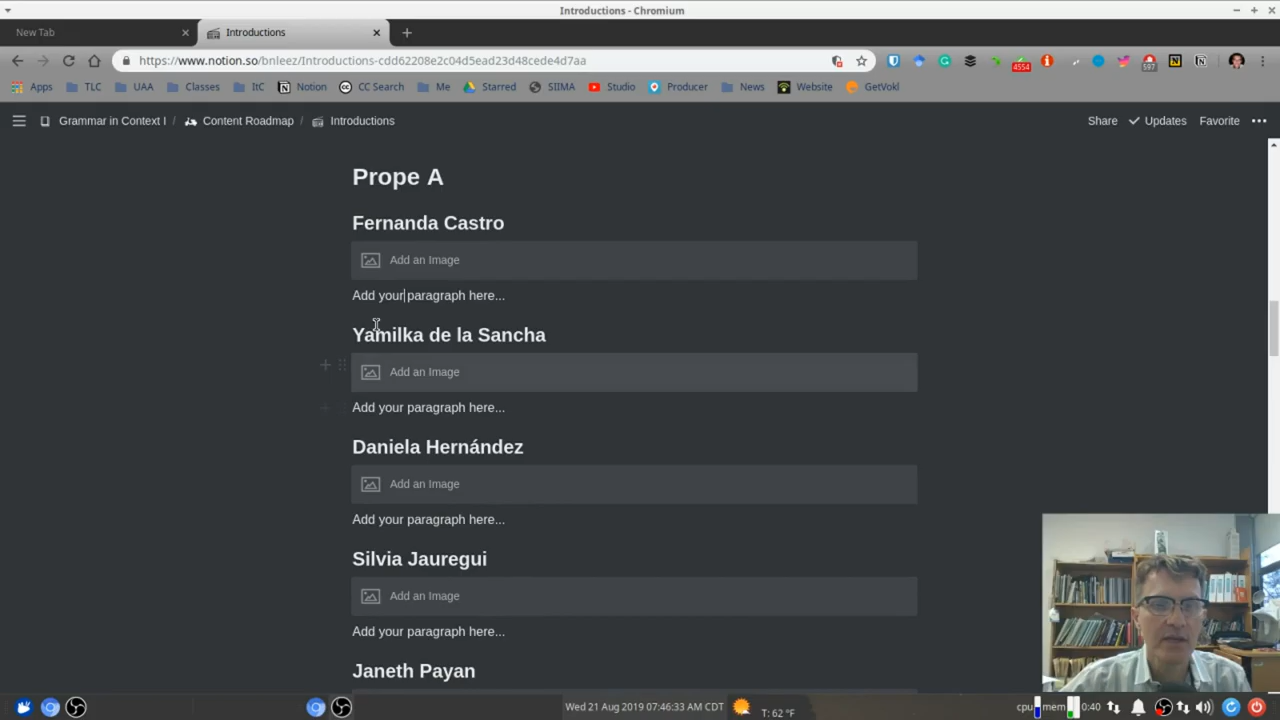 Introductions - Chromium
New Tab
Introductions
https://www.notion.so/bnleez/Introductions-cdd62208e2c04d5ead23d48cede4d7aa
4554
597
Apps TLC UAA Classes ItC Notion CC Search Me Starred SIIMA Studio Producer News Website GetVokl
Grammar in Context I / Content Roadmap / Introductions
Share Updates Favorite
Prope A
Fernanda Castro
Add an Image
Add your paragraph here...
Yamilka de la Sancha
Add an Image
Add your paragraph here...
Daniela Hernández
Add an Image
Add your paragraph here...
Silvia Jauregui
Add an Image
Add your paragraph here...
Janeth Payan
Wed 21 Aug 2019 07:46:33 AM CDT
T: 62 °F
cpu mem 0:40